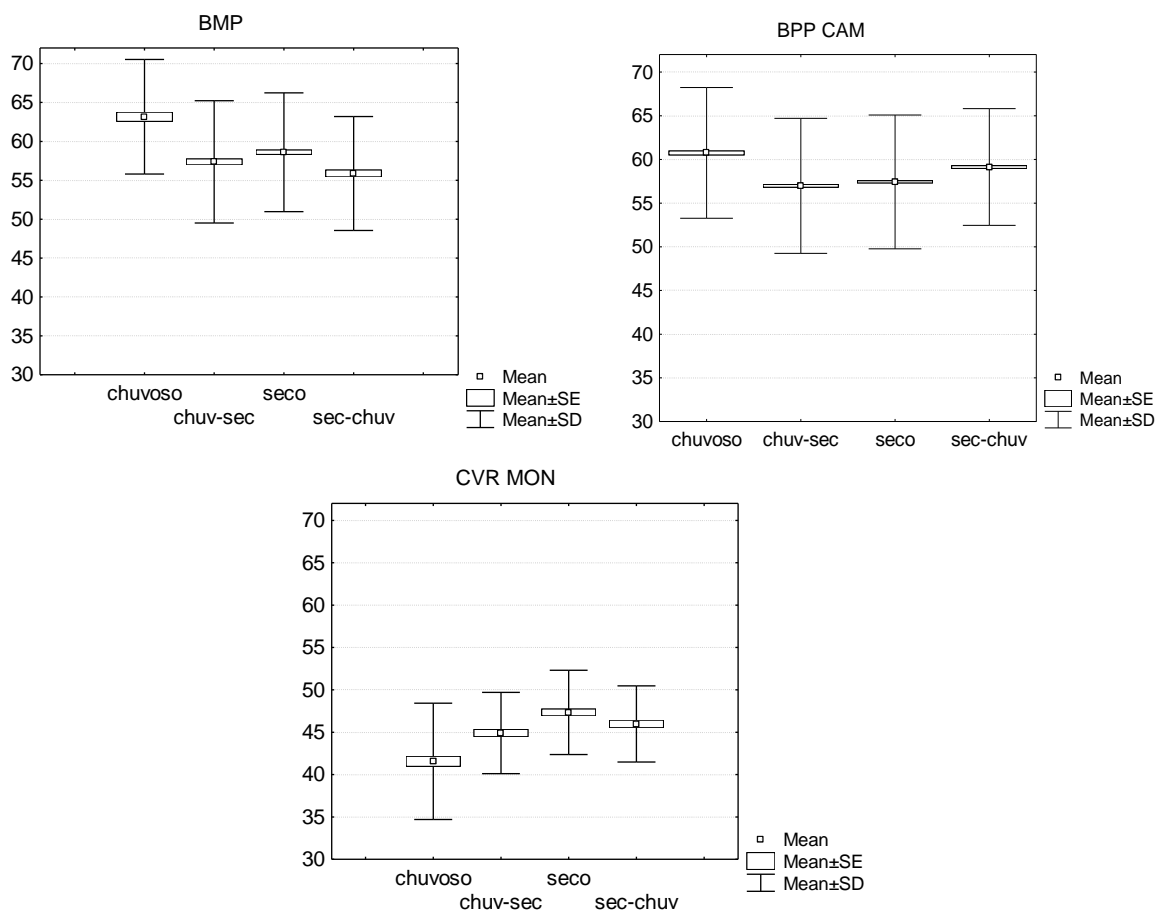 BMP
70
65
60
55
50
45
40
35
30
chuvoso
seco
chuv-sec
sec-chuv
Mean
Mean±SE
Mean±SD
BPP CAM
70
65
60
55
50
45
40
35
30
chuvoso
chuv-sec
seco
sec-chuv
Mean
Mean±SE
Mean±SD
CVR MON
70
65
60
55
50
45
40
35
30
chuvoso
seco
chuv-sec
sec-chuv
Mean
Mean±SE
Mean±SD